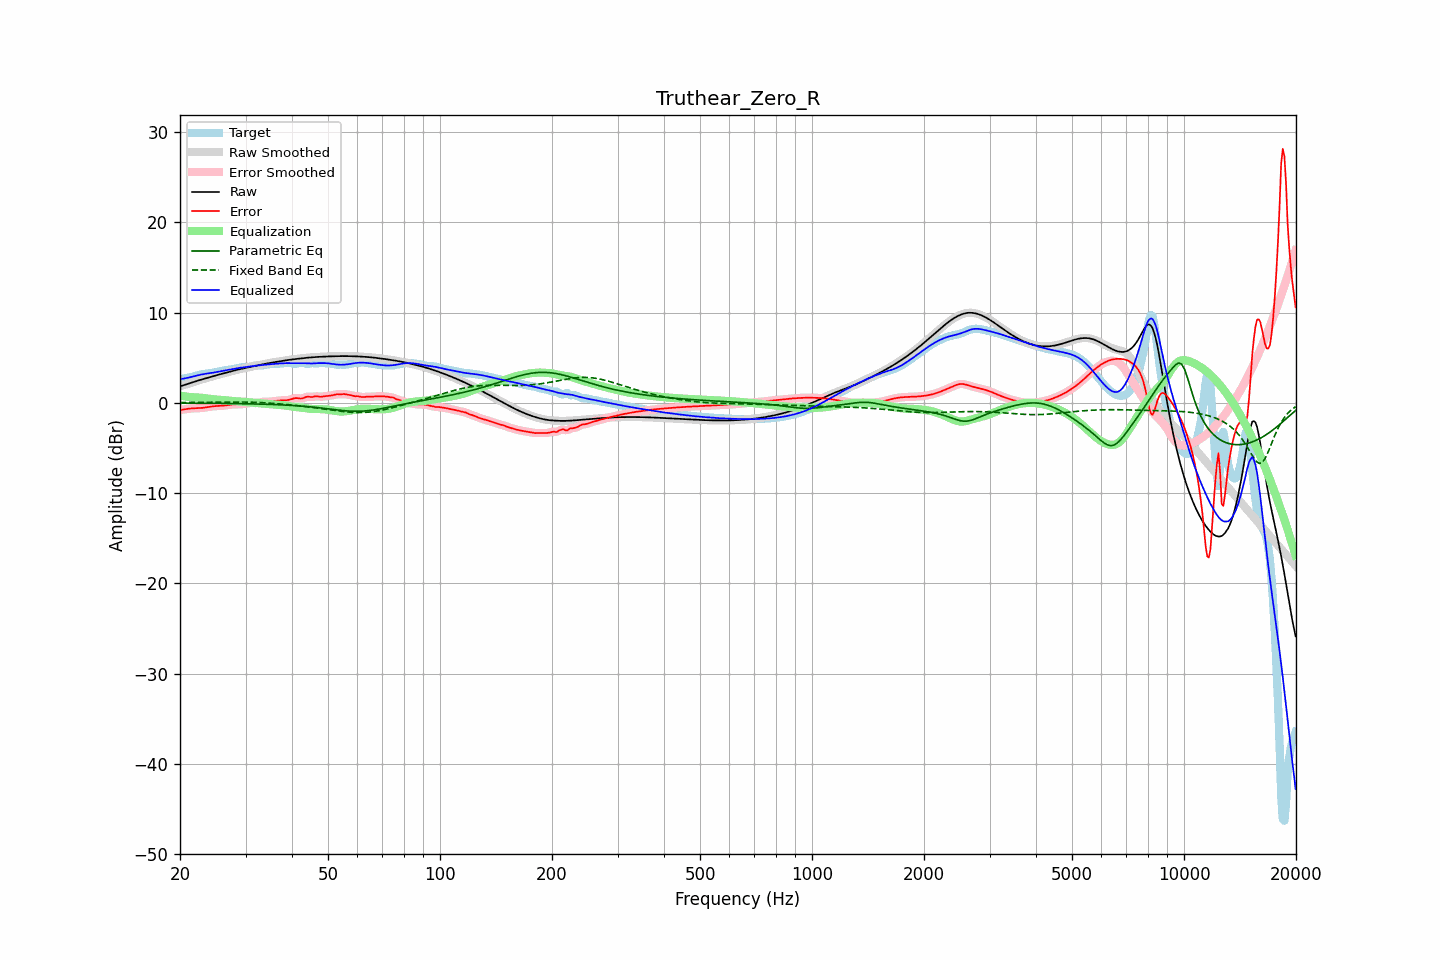 Truthear_Zero_R
Target
Raw Smoothed
Error Smoothed
Raw
Error
Equalization
Parametric Eq
Fixed Band Eq
Equalized
30
20
10
0
−10
−20
−30
−40
−50
Amplitude (dBr)
20 50 100 200 500 1000 2000 5000 10000 20000
Frequency (Hz)